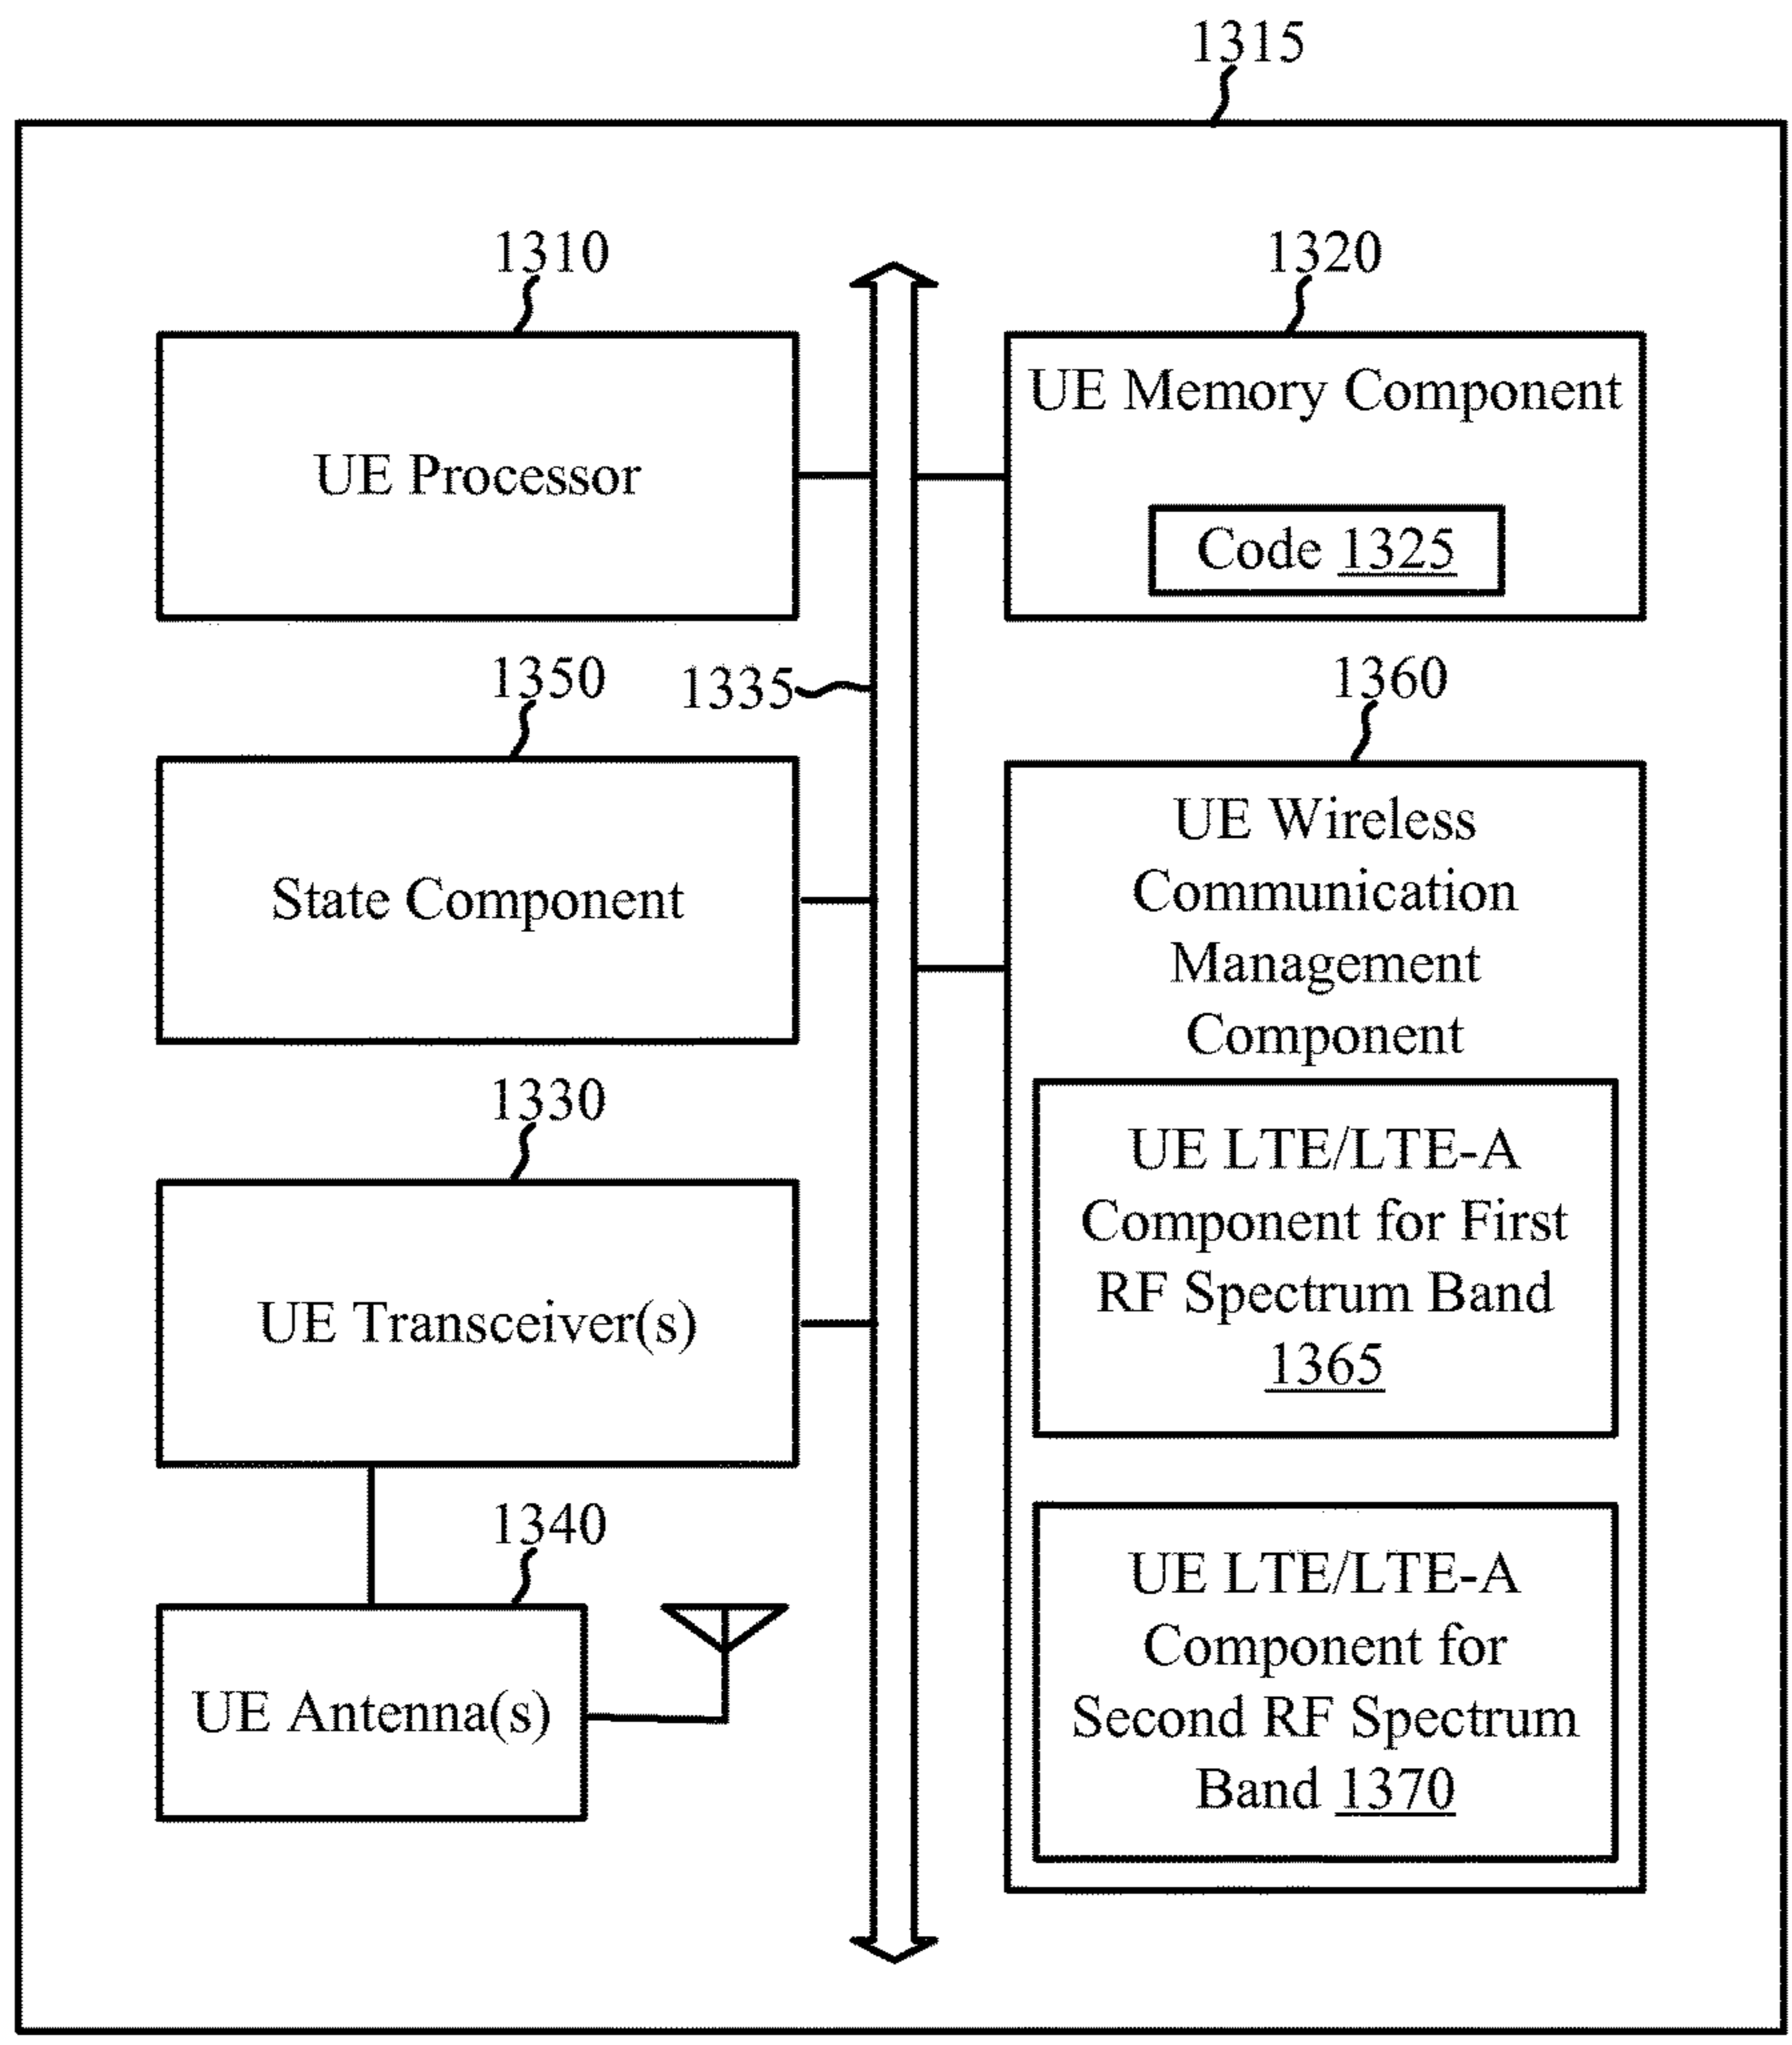 1315
1310
1320
UE Processor
UE Memory Component
Code 1325
1350
1335
1360
State Component
UE Wireless
Communication
Management
Component
1330
UE Transceiver(s)
UE LTE/LTE-A
Component for First
RF Spectrum Band
1365
1340
UE Antenna(s)
UE LTE/LTE-A
Component for
Second RF Spectrum
Band 1370